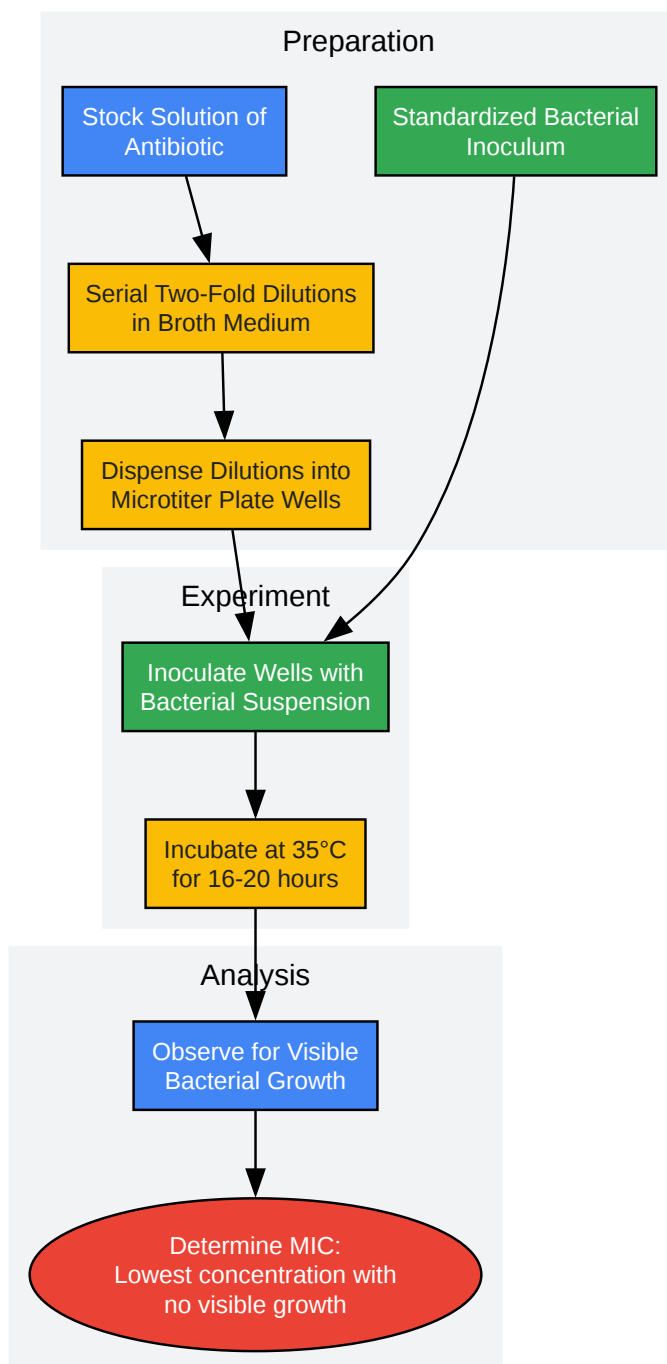 Preparation
Stock Solution of
Antibiotic
Standardized Bacterial
Inoculum
Serial Two-Fold Dilutions
in Broth Medium
Dispense Dilutions into
Microtiter Plate Wells
Experiment
Inoculate Wells with
Bacterial Suspension
Incubate at 35°C
for 16-20 hours
Analysis
Observe for Visible
Bacterial Growth
Determine MIC:
Lowest concentration with
no visible growth